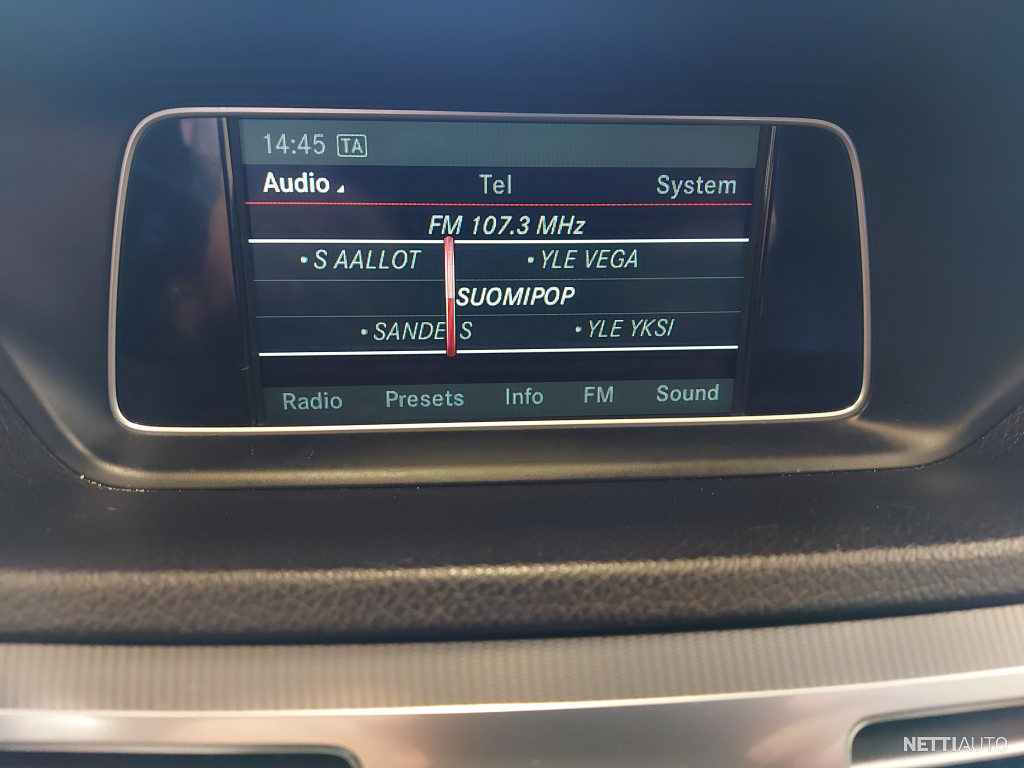 14:45 TA
Audio Tel System
FM 107.3 MHz
• S AALLOT • YLE VEGA
SUOMIPOP
• SANDELS • YLE YKSI
Radio Presets Info FM Sound
NETTIAUTO